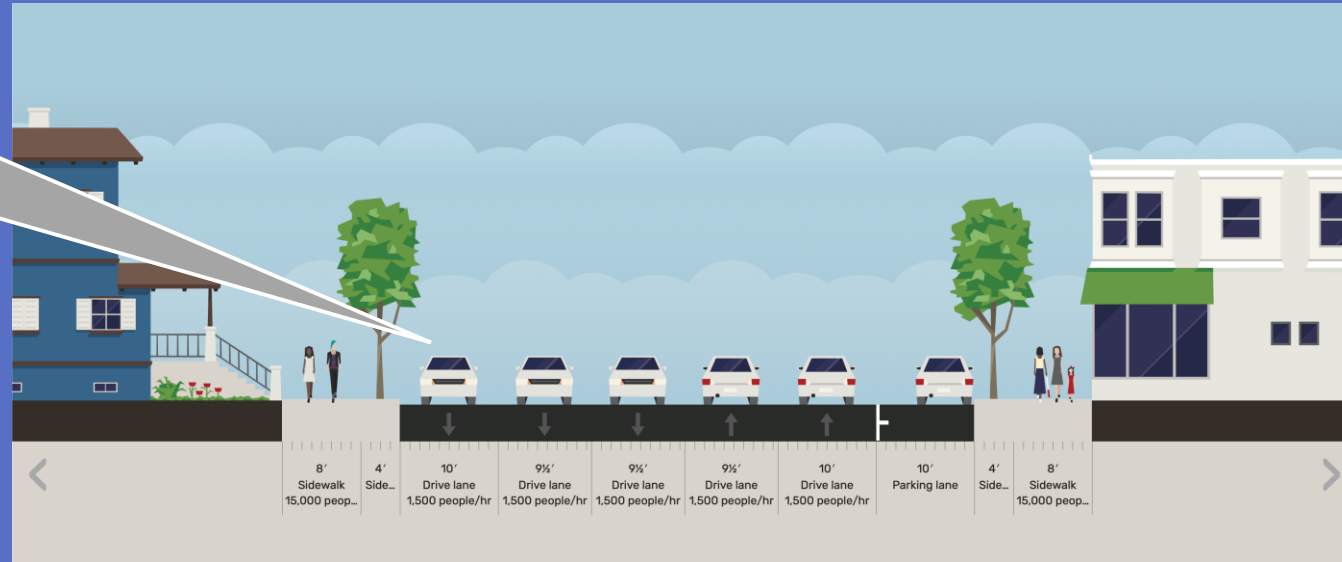 8′
Sidewalk
15,000 peop...
4′
Side...
10′
Drive lane
1,500 people/hr
9½′
Drive lane
1,500 people/hr
9½′
Drive lane
1,500 people/hr
9½′
Drive lane
1,500 people/hr
10′
Drive lane
1,500 people/hr
10′
Parking lane
4′
Side...
8′
Sidewalk
15,000 peop...